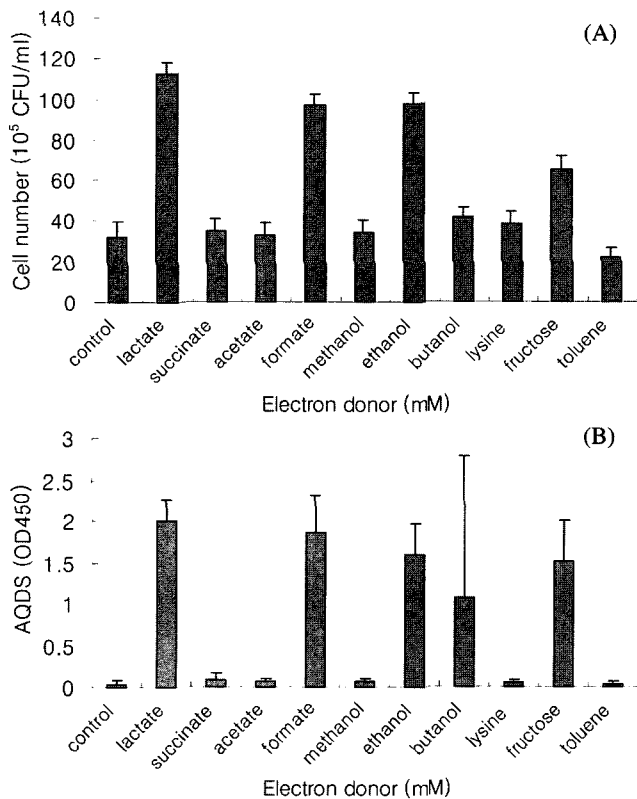 (A)
Cell number (10⁵ CFU/ml)
140
120
100
80
60
40
20
0
control
lactate
succinate
acetate
formate
methanol
ethanol
butanol
lysine
fructose
toluene
Electron donor (mM)
(B)
AQDS (OD450)
3
2.5
2
1.5
1
0.5
0
control
lactate
succinate
acetate
formate
methanol
ethanol
butanol
lysine
fructose
toluene
Electron donor (mM)